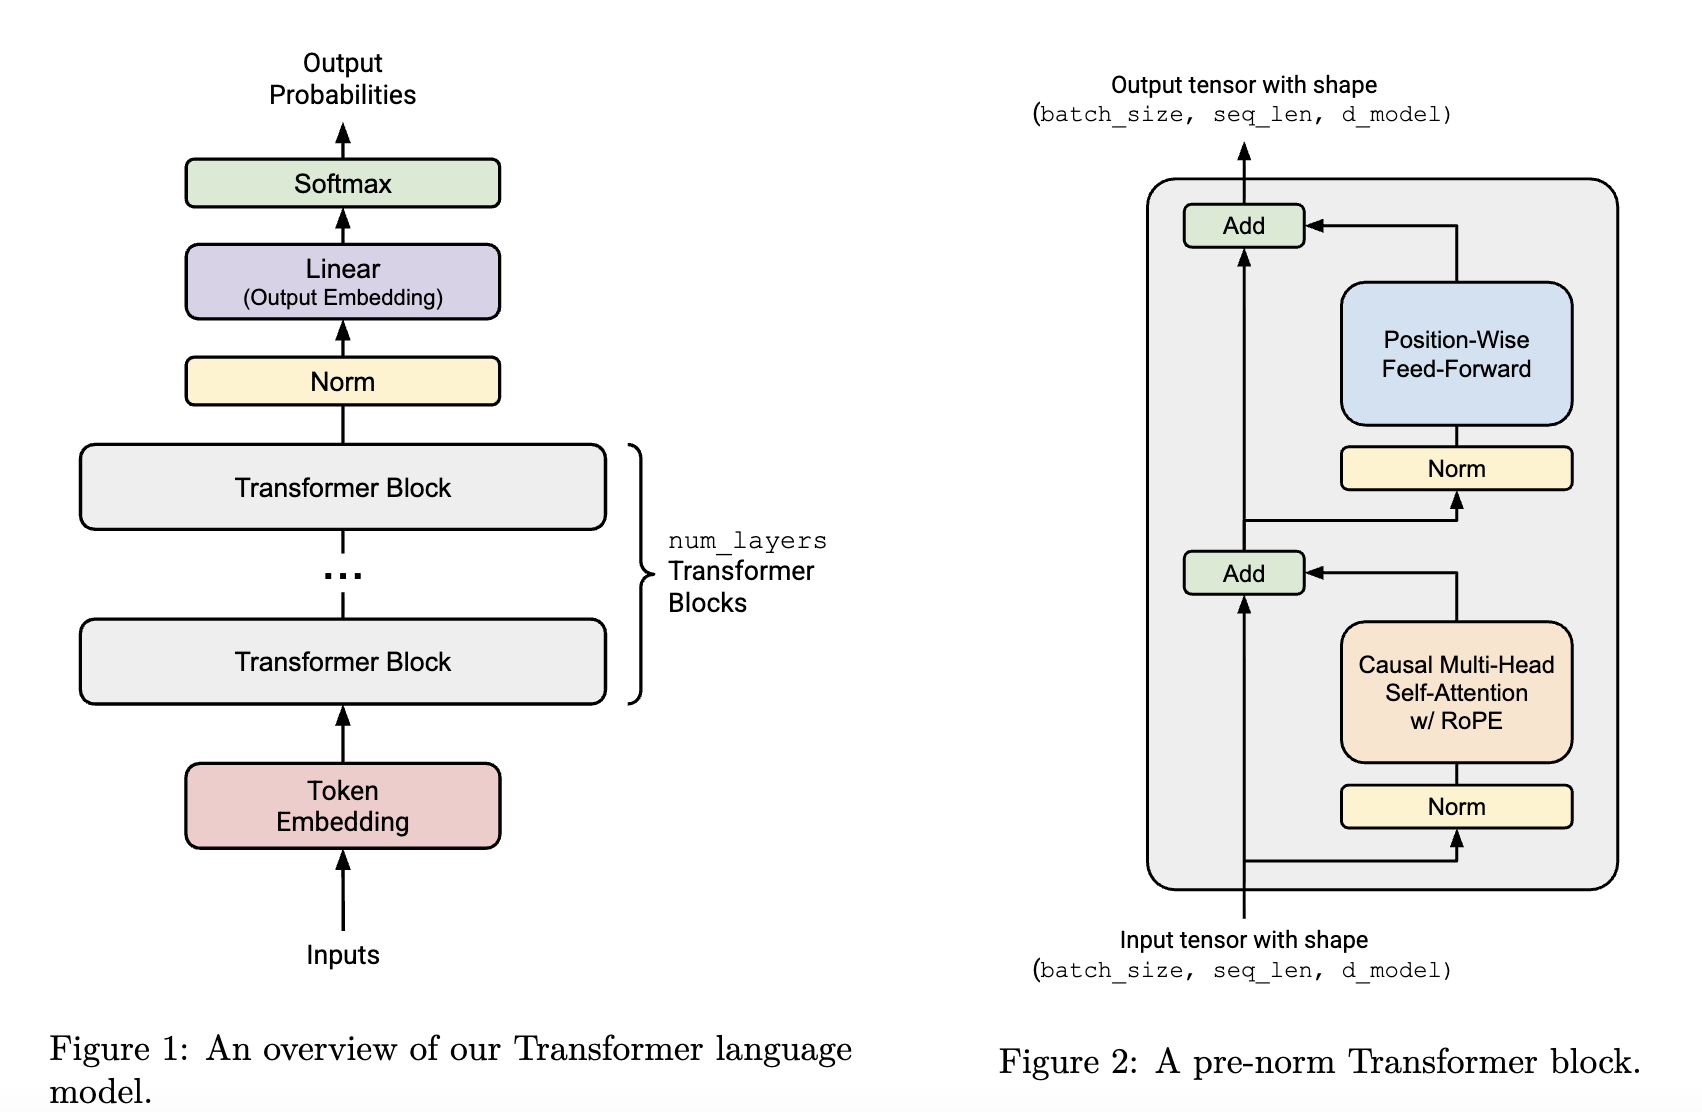 Output
Probabilities
Softmax
Linear
(Output Embedding)
Norm
Transformer Block
...
Transformer Block
num_layers
Transformer
Blocks
Token
Embedding
Inputs
Figure 1: An overview of our Transformer language
model.
Output tensor with shape
(batch_size, seq_len, d_model)
Add
Position-Wise
Feed-Forward
Norm
Add
Causal Multi-Head
Self-Attention
w/ RoPE
Norm
Input tensor with shape
(batch_size, seq_len, d_model)
Figure 2: A pre-norm Transformer block.